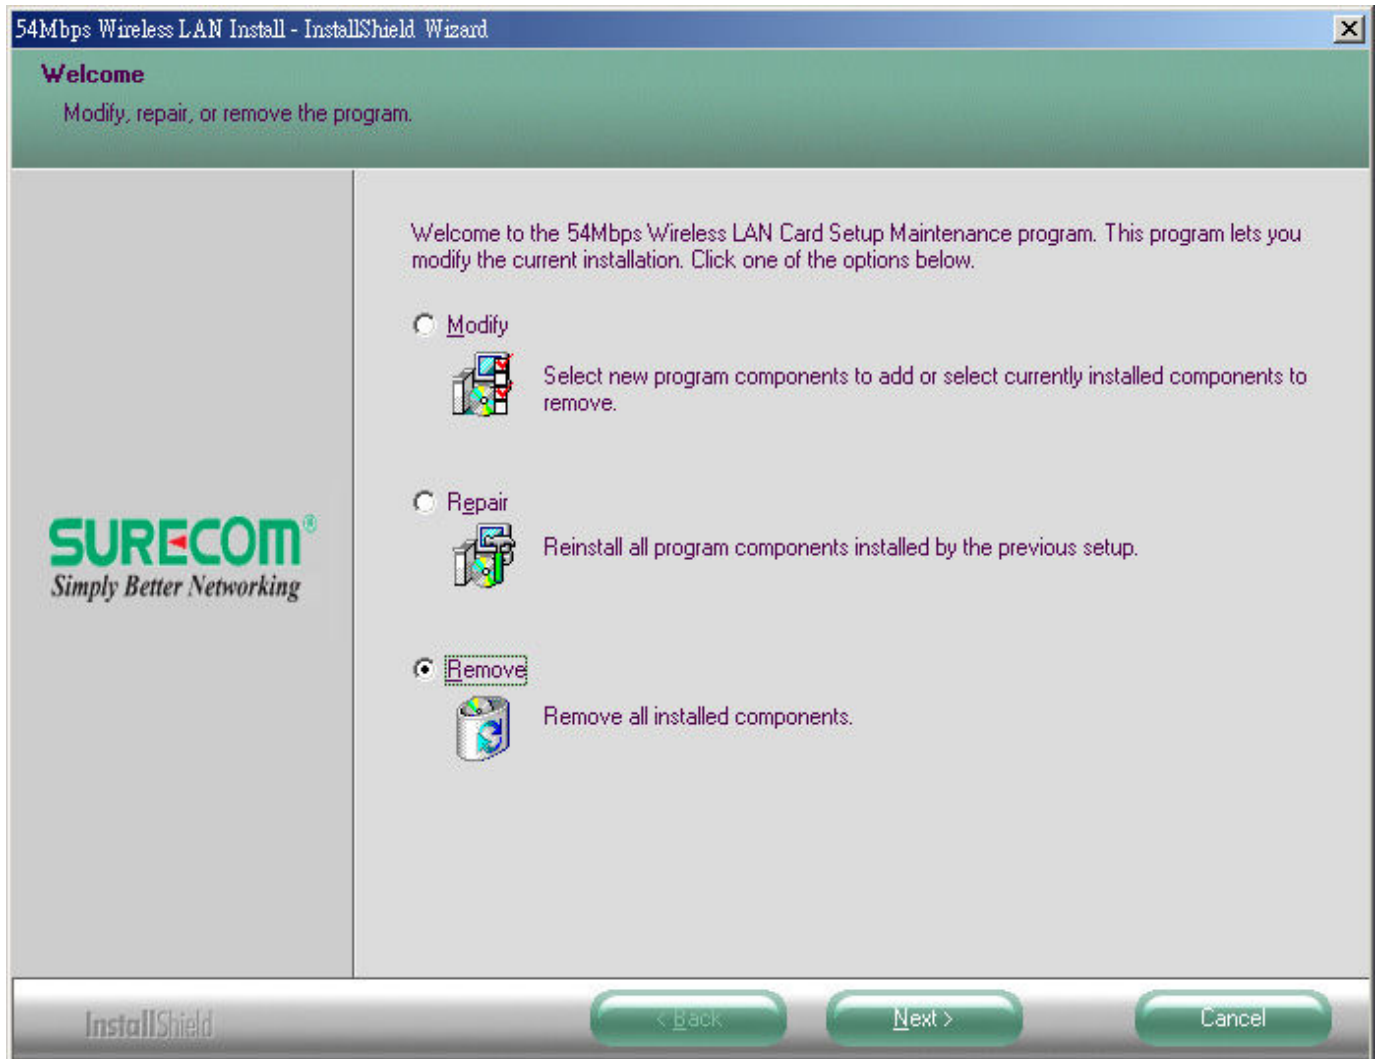 54Mbps Wireless LAN Install - InstallShield Wizard
Welcome
Modify, repair, or remove the program.
Welcome to the 54Mbps Wireless LAN Card Setup Maintenance program. This program lets you
modify the current installation. Click one of the options below.
Modify
Select new program components to add or select currently installed components to
remove.
Repair
Reinstall all program components installed by the previous setup.
SURECOM®
Simply Better Networking
Remove
Remove all installed components.
InstallShield
< Back
Next >
Cancel